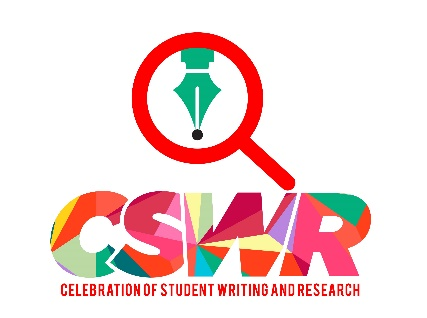 CSWR
CELEBRATION OF STUDENT WRITING AND RESEARCH